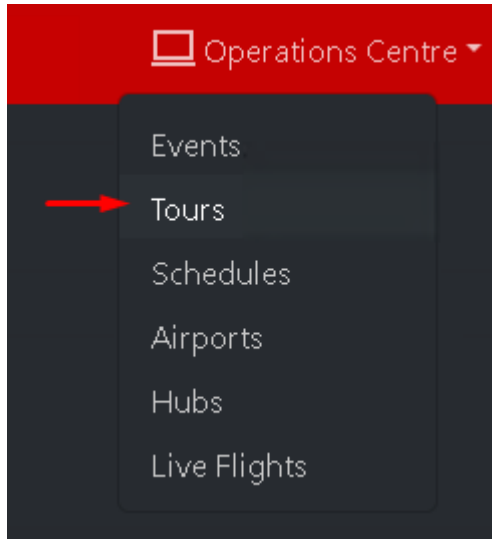 Operations Centre
Events
Tours
Schedules
Airports
Hubs
Live Flights